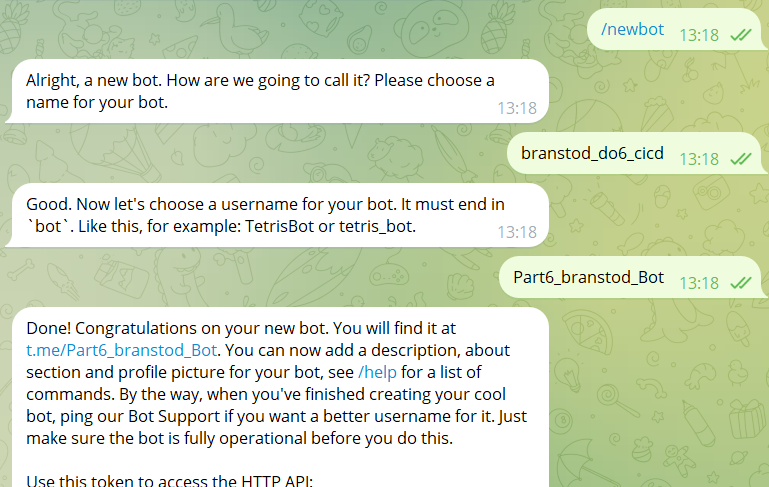 /newbot 13:18
Alright, a new bot. How are we going to call it? Please choose a
name for your bot.
13:18
branstod_do6_cicd 13:18
Good. Now let's choose a username for your bot. It must end in
`bot`. Like this, for example: TetrisBot or tetris_bot.
13:18
Part6_branstod_Bot 13:18
Done! Congratulations on your new bot. You will find it at
t.me/Part6_branstod_Bot. You can now add a description, about
section and profile picture for your bot, see /help for a list of
commands. By the way, when you've finished creating your cool
bot, ping our Bot Support if you want a better username for it. Just
make sure the bot is fully operational before you do this.
Use this token to access the HTTP API: